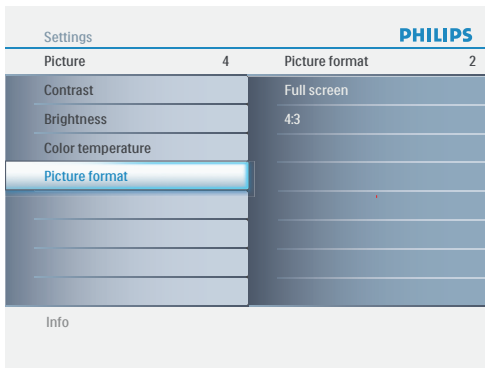 Settings
PHILIPS
Picture 4
Picture format 2
Contrast
Full screen
Brightness
4:3
Color temperature
Picture format
Info